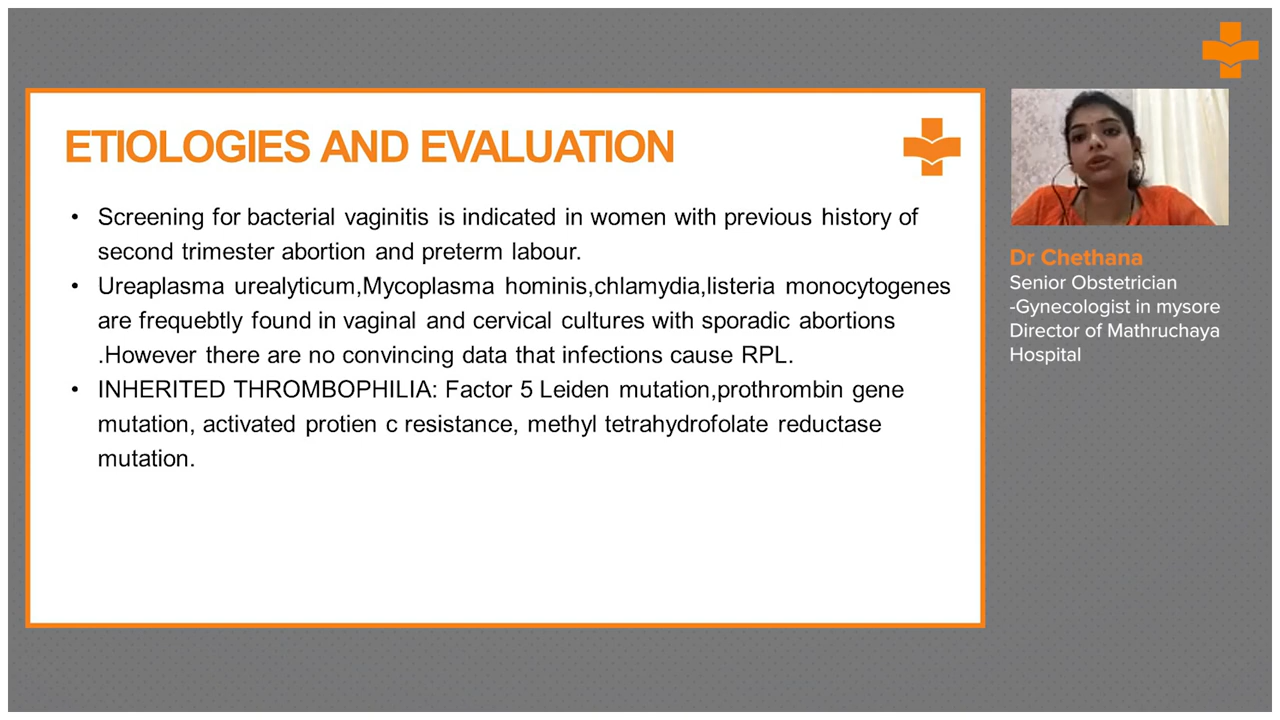 ETIOLOGIES AND EVALUATION
• Screening for bacterial vaginitis is indicated in women with previous history of
second trimester abortion and preterm labour.
• Ureaplasma urealyticum,Mycoplasma hominis,chlamydia,listeria monocytogenes
are frequebtly found in vaginal and cervical cultures with sporadic abortions
.However there are no convincing data that infections cause RPL.
• INHERITED THROMBOPHILIA: Factor 5 Leiden mutation,prothrombin gene
mutation, activated protien c resistance, methyl tetrahydrofolate reductase
mutation.
Dr Chethana
Senior Obstetrician
-Gynecologist in mysore
Director of Mathruchaya
Hospital